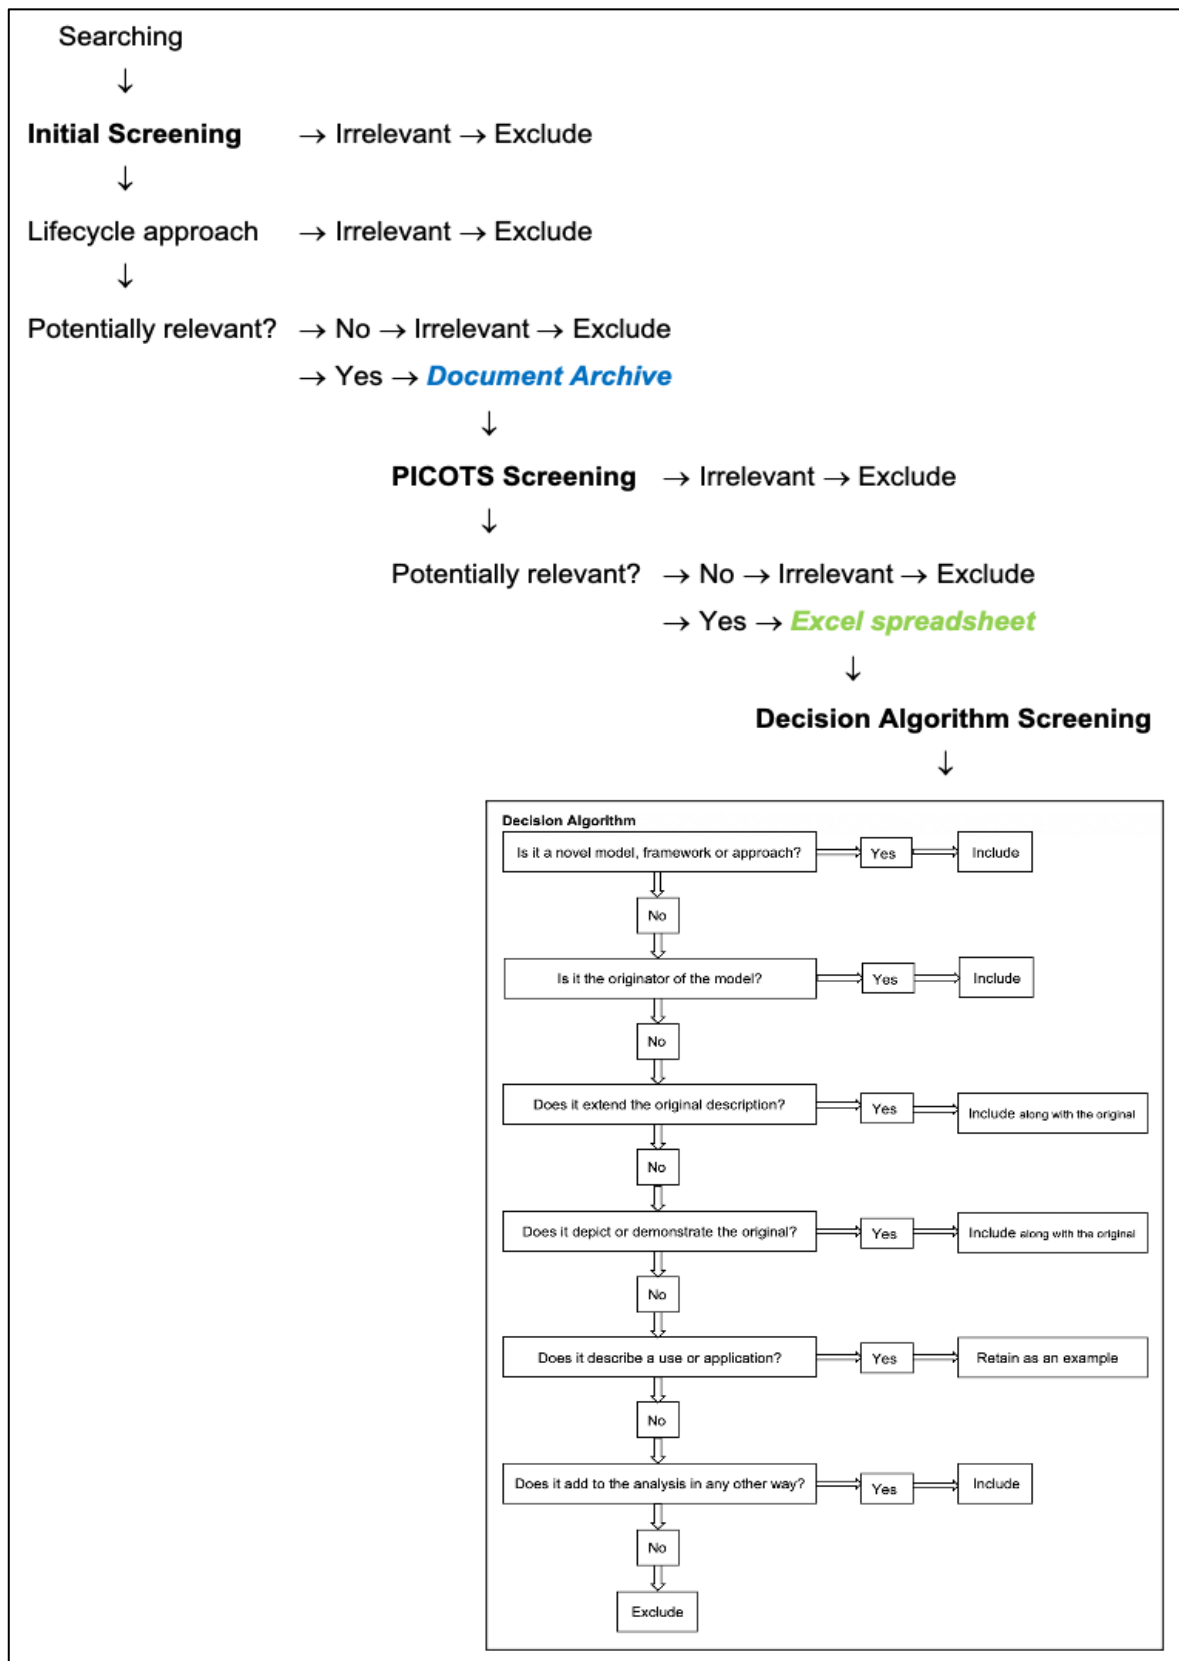 Searching
↓
Initial Screening → Irrelevant → Exclude
↓
Lifecycle approach → Irrelevant → Exclude
↓
Potentially relevant? → No → Irrelevant → Exclude
→ Yes → Document Archive
↓
PICOTS Screening → Irrelevant → Exclude
↓
Potentially relevant? → No → Irrelevant → Exclude
→ Yes → Excel spreadsheet
↓
Decision Algorithm Screening
↓
Decision Algorithm
Is it a novel model, framework or approach? Yes Include
No
Is it the originator of the model? Yes Include
No
Does it extend the original description? Yes Include along with the original
No
Does it depict or demonstrate the original? Yes Include along with the original
No
Does it describe a use or application? Yes Retain as an example
No
Does it add to the analysis in any other way? Yes Include
No
Exclude